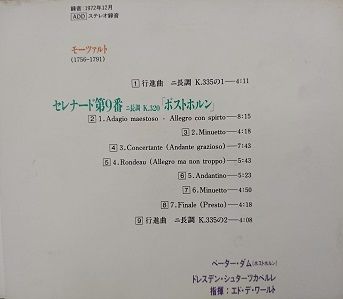 録音：1972年12月
ADD ステレオ録音
モーツァルト
(1756-1791)
1 行進曲 ニ長調 K.335の1—4:11
セレナード第9番 ニ長調 K.320「ポストホルン」
2 1. Adagio maestoso - Allegro con spirto—8:15
3 2. Minuetto—4:18
4 3. Concertante (Andante grazioso)—7:43
5 4. Rondeau (Allegro ma non troppo)—5:43
6 5. Andantino—5:23
7 6. Minuetto—4:50
8 7. Finale (Presto)—4:18
9 行進曲 ニ長調 K.335の2—4:08
ペーター・ダム(ポストホルン)
ドレスデン・シュターツカペレ
指揮：エド・デ・ワールト